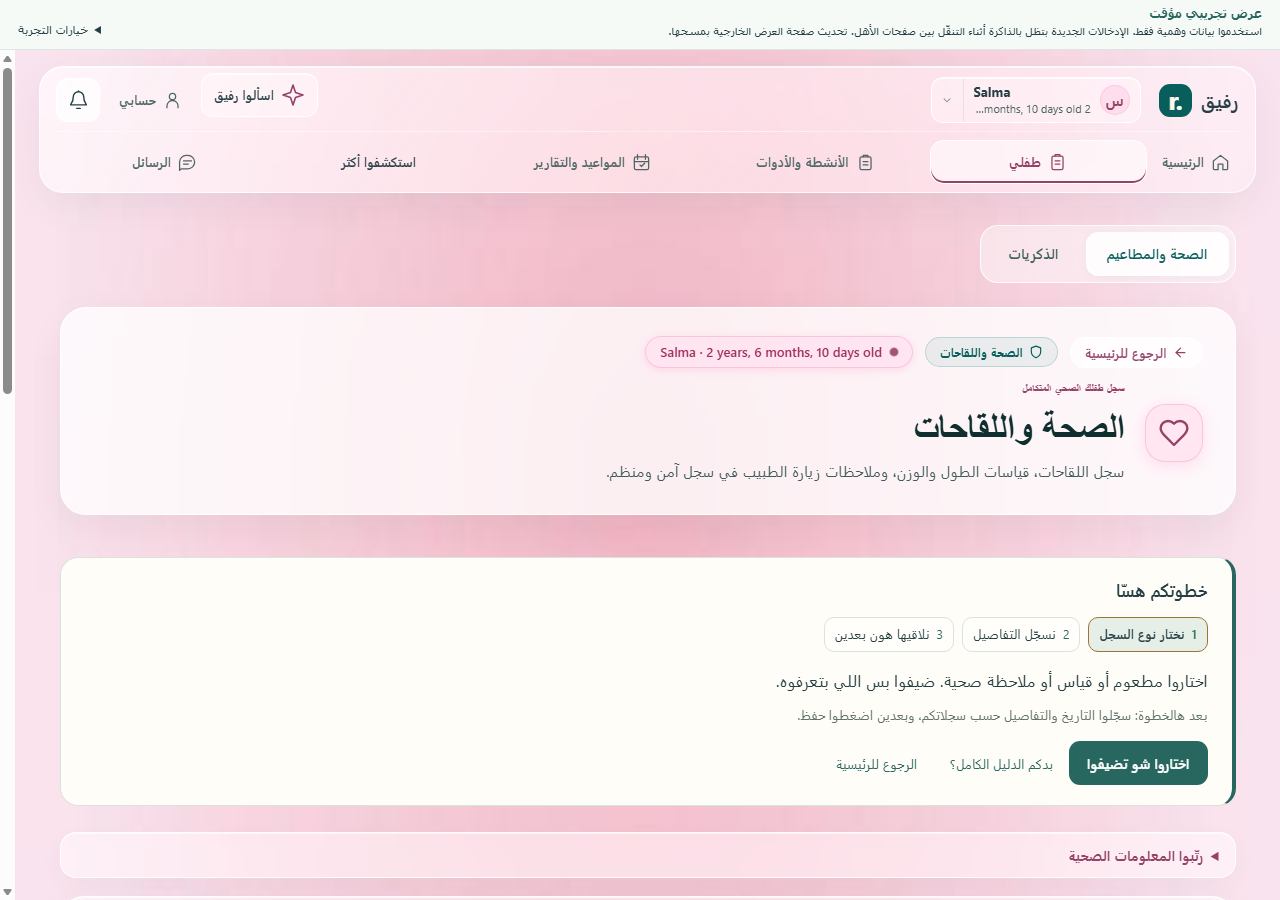 عرض تجريبي مؤقت
استخدموا بيانات وهمية فقط. الإدخالات الجديدة بتظل بالذاكرة أثناء التنقّل بين صفحات الأهل. تحديث صفحة العرض الخارجية بمسحها.
خيارات التجربة
رفيق
r.
س
Salma
2 months, 10 days old...
اسألوا رفيق
حسابي
الرئيسية
طفلي
الأنشطة والأدوات
المواعيد والتقارير
استكشفوا أكثر
الرسائل
الصحة والمطاعيم
الذكريات
الرجوع للرئيسية
الصحة واللقاحات
Salma · 2 years, 6 months, 10 days old
سجل طفلك الصحي المتكامل
الصحة واللقاحات
سجل اللقاحات، قياسات الطول والوزن، وملاحظات زيارة الطبيب في سجل آمن ومنظم.
خطوتكم هسّا
1 نختار نوع السجل
2 نسجّل التفاصيل
3 نلاقيها هون بعدين
اختاروا مطعوم أو قياس أو ملاحظة صحية. ضيفوا بس اللي بتعرفوه.
بعد هالخطوة: سجّلوا التاريخ والتفاصيل حسب سجلاتكم، وبعدين اضغطوا حفظ.
اختاروا شو تضيفوا
بدكم الدليل الكامل؟
الرجوع للرئيسية
رتّبوا المعلومات الصحية